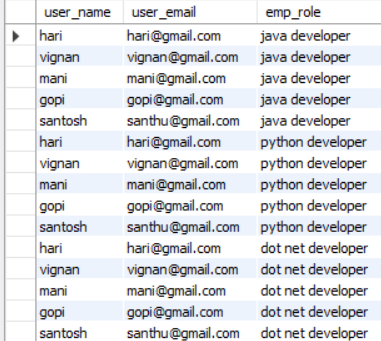 user_name user_email emp_role
hari hari@gmail.com java developer
vignan vignan@gmail.com java developer
mani mani@gmail.com java developer
gopi gopi@gmail.com java developer
santosh santhu@gmail.com java developer
hari hari@gmail.com python developer
vignan vignan@gmail.com python developer
mani mani@gmail.com python developer
gopi gopi@gmail.com python developer
santosh santhu@gmail.com python developer
hari hari@gmail.com dot net developer
vignan vignan@gmail.com dot net developer
mani mani@gmail.com dot net developer
gopi gopi@gmail.com dot net developer
santosh santhu@gmail.com dot net developer